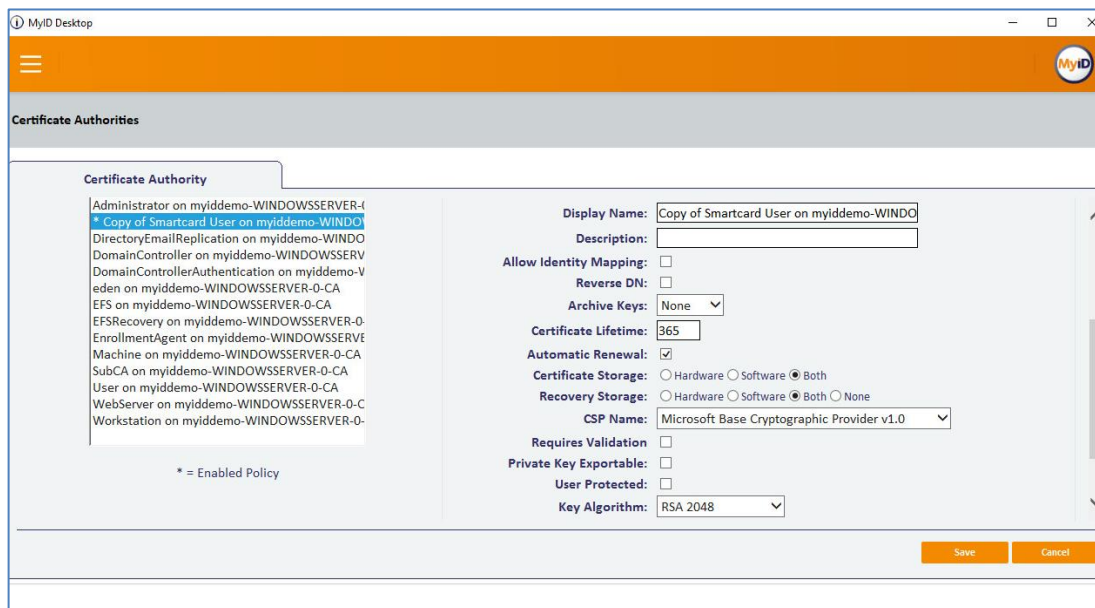 MyID Desktop
MyiD
Certificate Authorities
Certificate Authority
Administrator on myiddemo-WINDOWSSERVER-0
* Copy of Smartcard User on myiddemo-WINDOW
DirectoryEmailReplication on myiddemo-WINDO
DomainController on myiddemo-WINDOWSSERV
DomainControllerAuthentication on myiddemo-W
eden on myiddemo-WINDOWSSERVER-0-CA
EFS on myiddemo-WINDOWSSERVER-0-CA
EFSRecovery on myiddemo-WINDOWSSERVER-0-
EnrollmentAgent on myiddemo-WINDOWSSERVE
Machine on myiddemo-WINDOWSSERVER-0-CA
SubCA on myiddemo-WINDOWSSERVER-0-CA
User on myiddemo-WINDOWSSERVER-0-CA
WebServer on myiddemo-WINDOWSSERVER-0-C
Workstation on myiddemo-WINDOWSSERVER-0-
* = Enabled Policy
Display Name: Copy of Smartcard User on myiddemo-WINDO
Description:
Allow Identity Mapping:
Reverse DN:
Archive Keys: None
Certificate Lifetime: 365
Automatic Renewal:
Certificate Storage: Hardware Software Both
Recovery Storage: Hardware Software Both None
CSP Name: Microsoft Base Cryptographic Provider v1.0
Requires Validation
Private Key Exportable:
User Protected:
Key Algorithm: RSA 2048
Save Cancel